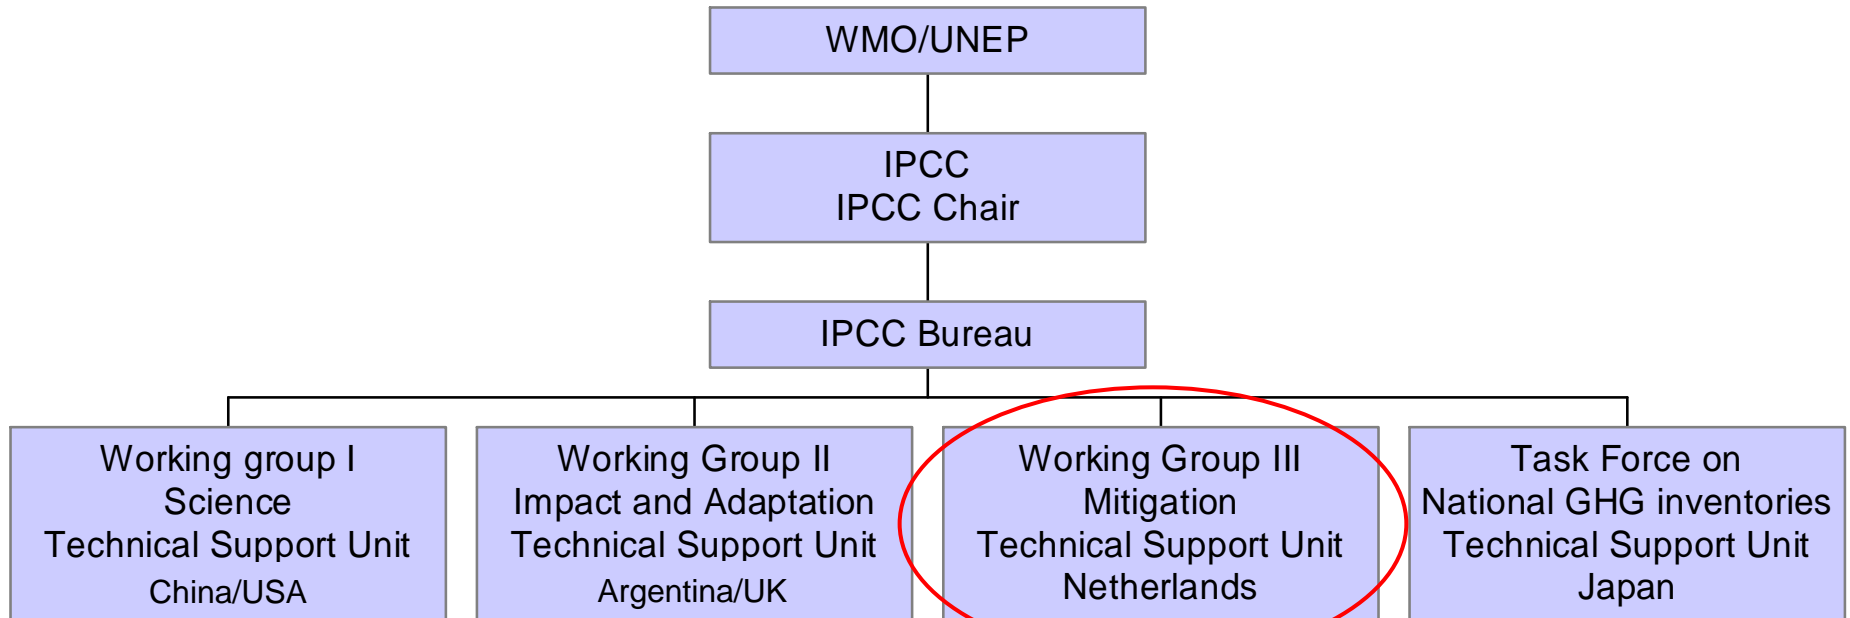 WMO/UNEP
IPCC
IPCC Chair
IPCC Bureau
Working group I
Science
Technical Support Unit
China/USA
Working Group II
Impact and Adaptation
Technical Support Unit
Argentina/UK
Working Group III
Mitigation
Technical Support Unit
Netherlands
Task Force on
National GHG inventories
Technical Support Unit
Japan